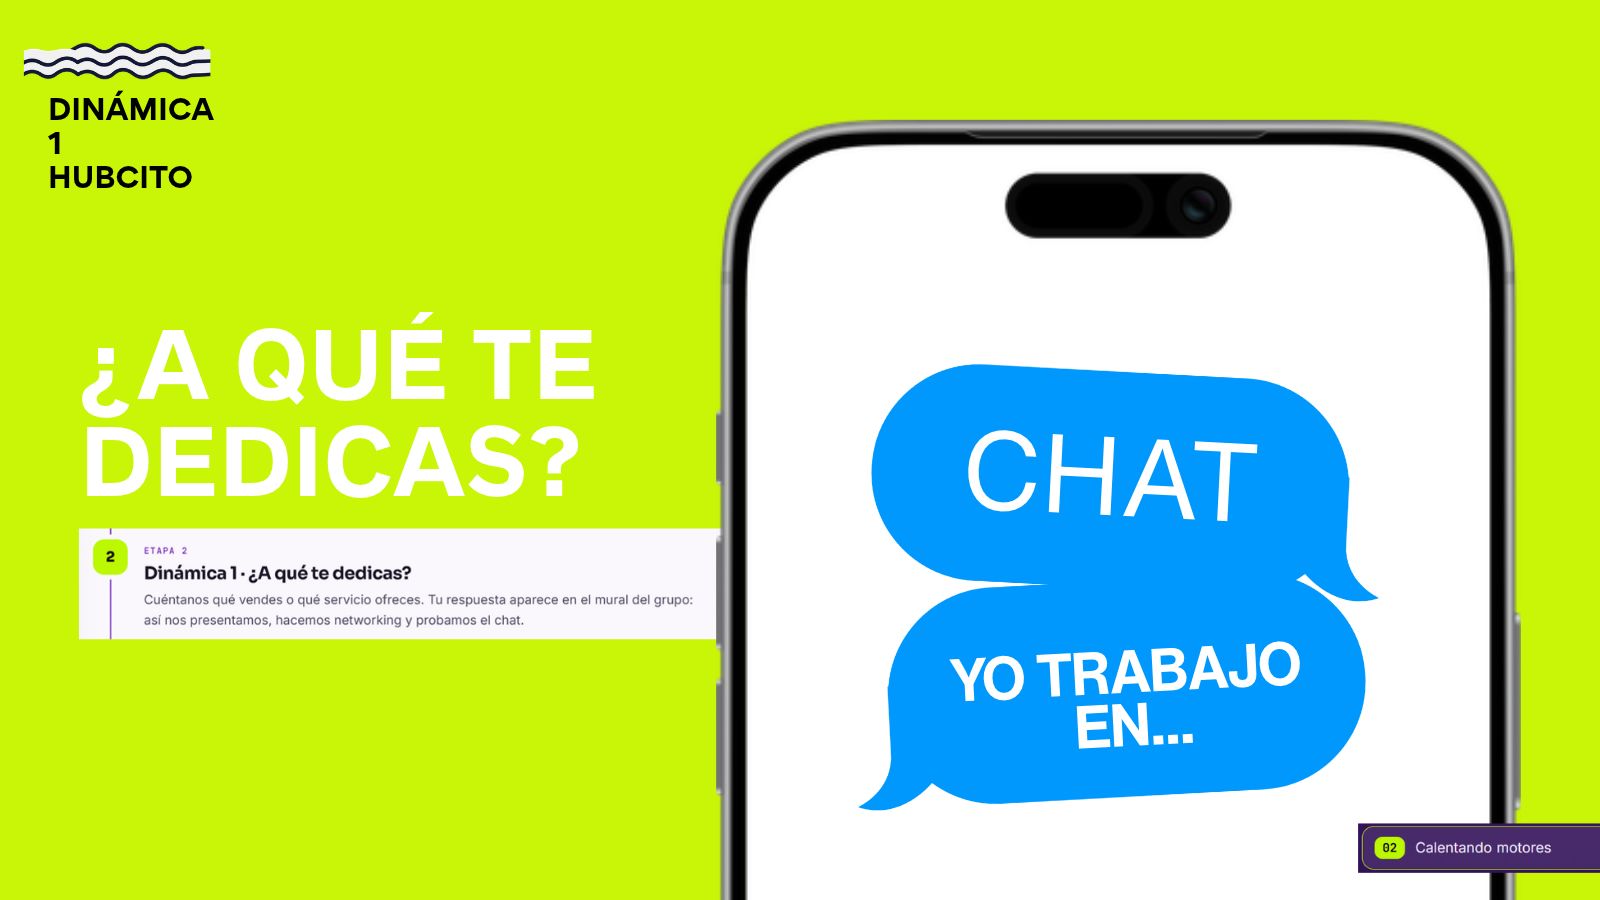 DINÁMICA
1
HUBCITO
¿A QUÉ TE
DEDICAS?
2
ETAPA 2
Dinámica 1 · ¿A qué te dedicas?
Cuéntanos qué vendes o qué servicio ofreces. Tu respuesta aparece en el mural del grupo:
así nos presentamos, hacemos networking y probamos el chat.
CHAT
YO TRABAJO
EN...
02 Calentando motores